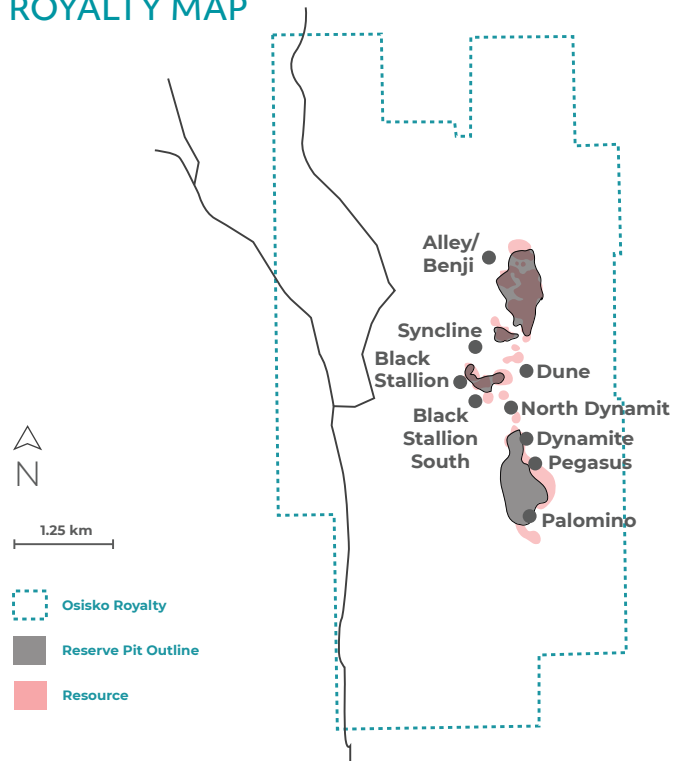 ROYALTY MAP
Alley/
Benji
Syncline
Black
Stallion
Dune
Black
Stallion
South
North Dynamit
Dynamite
Pegasus
Palomino
N
1.25 km
Osisko Royalty
Reserve Pit Outline
Resource